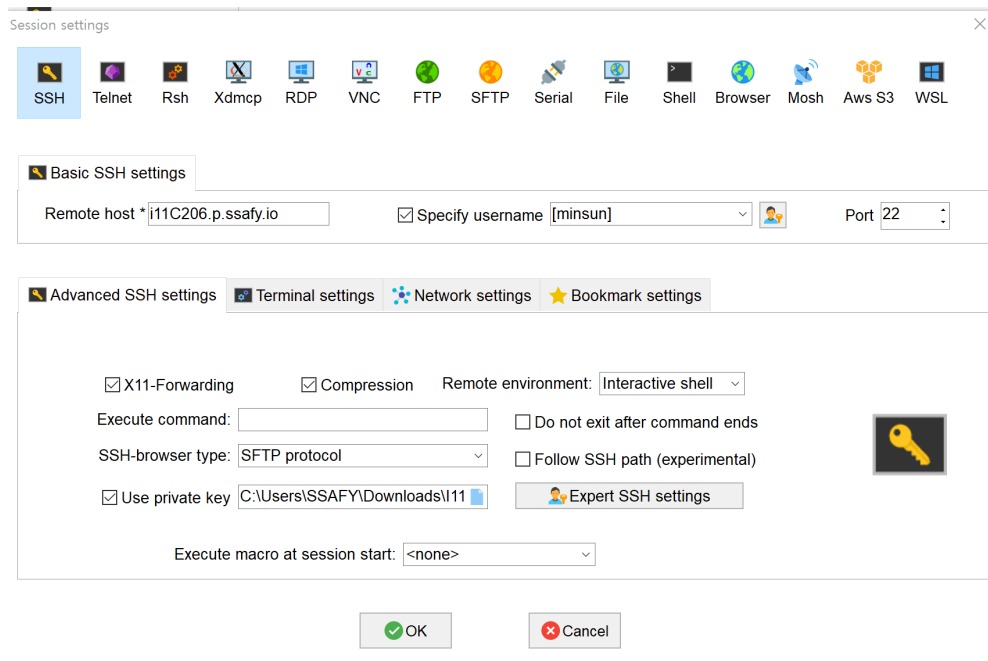 Session settings
SSH Telnet Rsh Xdmcp RDP VNC FTP SFTP Serial File Shell Browser Mosh Aws S3 WSL
Basic SSH settings
Remote host * i11C206.p.ssafy.io Specify username [minsun] Port 22
Advanced SSH settings Terminal settings Network settings Bookmark settings
X11-Forwarding Compression Remote environment: Interactive shell
Execute command: Do not exit after command ends
SSH-browser type: SFTP protocol Follow SSH path (experimental)
Use private key C:\Users\SSAFY\Downloads\I11 Expert SSH settings
Execute macro at session start: <none>
OK Cancel